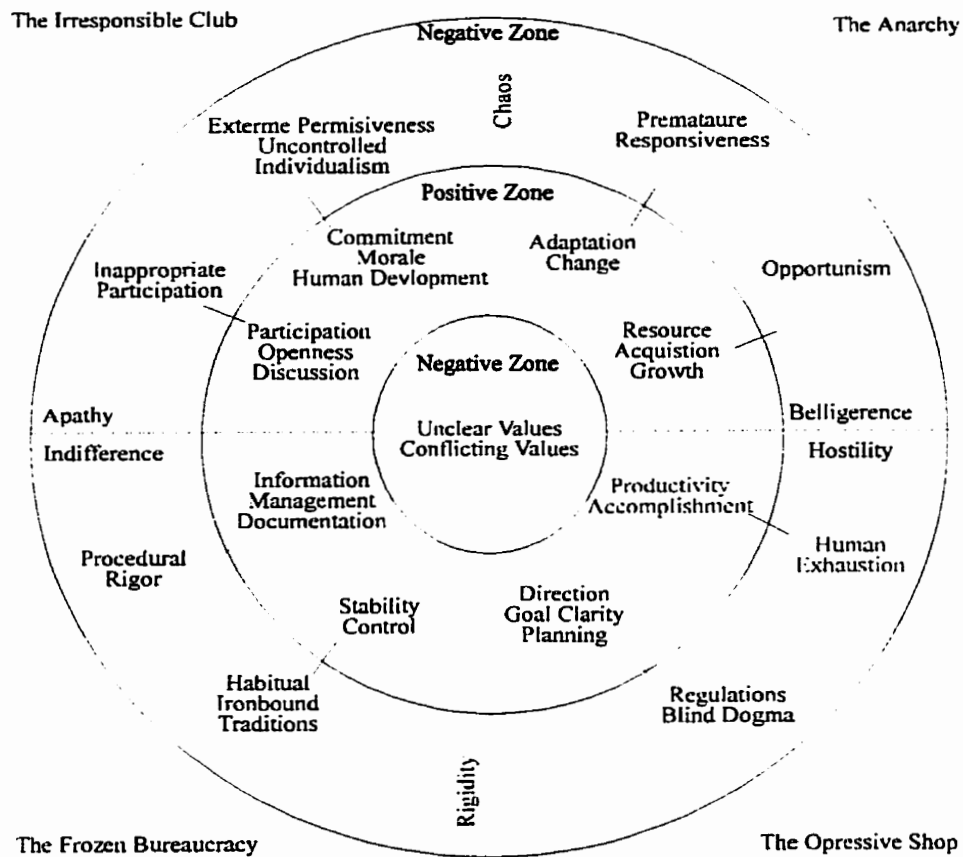 The Irresponsible Club
The Anarchy
Negative Zone
Chaos
Exterme Permisiveness
Uncontrolled
Individualism
Premataure
Responsiveness
Positive Zone
Commitment
Morale
Human Devlopment
Adaptation
Change
Inappropriate
Participation
Opportunism
Participation
Openness
Discussion
Resource
Acquistion
Growth
Negative Zone
Apathy
Belligerence
Unclear Values
Conflicting Values
Indifference
Hostility
Information
Management
Documentation
Productivity
Accomplishment
Procedural
Rigor
Human
Exhaustion
Stability
Control
Direction
Goal Clarity
Planning
Habitual
Ironbound
Traditions
Regulations
Blind Dogma
Rigidity
The Frozen Bureaucracy
The Opressive Shop